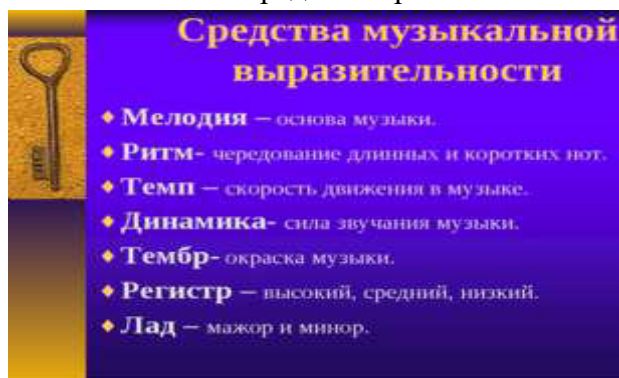 Средства музыкальной
выразительности
Мелодия – основа музыки.
Ритм- чередование длинных и коротких нот.
Темп – скорость движения в музыке.
Динамика- сила звучания музыки.
Тембр- окраска музыки.
Регистр – высокий, средний, низкий.
Лад – мажор и минор.